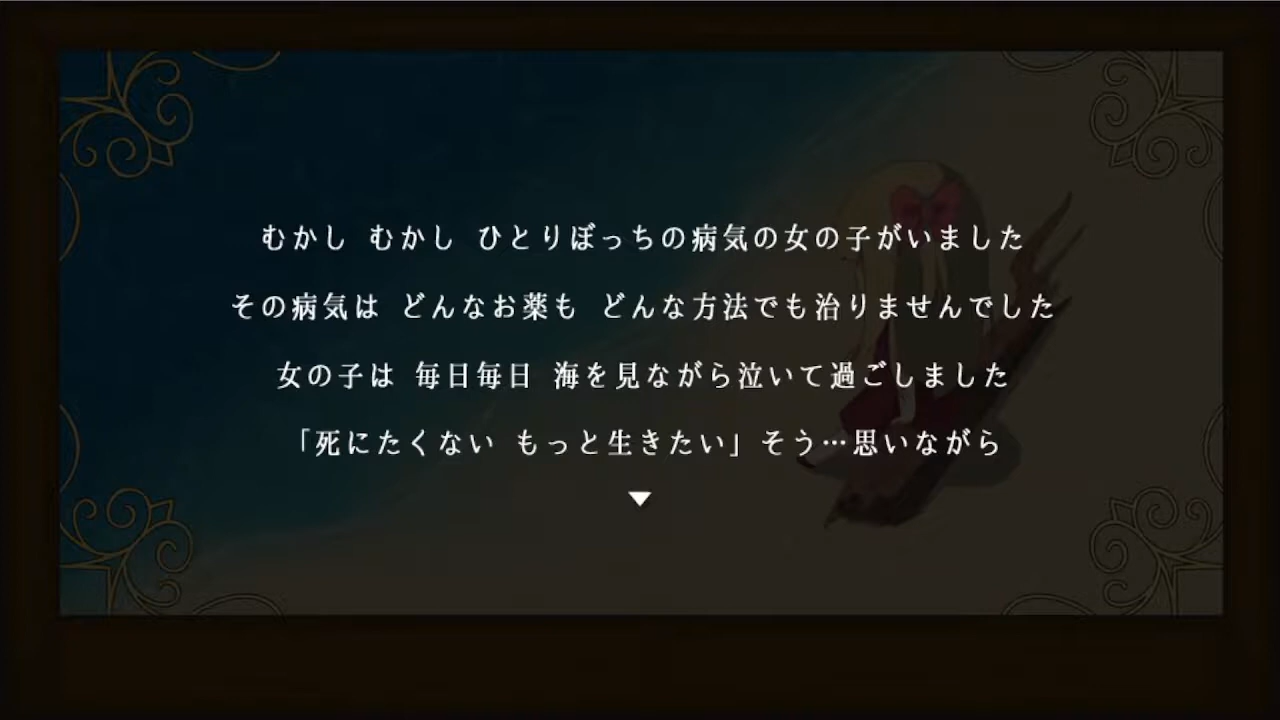 むかし むかし ひとりぼっちの病気の女の子がいました
その病気は どんなお薬も どんな方法でも治りませんでした
女の子は 毎日毎日 海を見ながら泣いて過ごしました
「死にたくない もっと生きたい」そう…思いながら